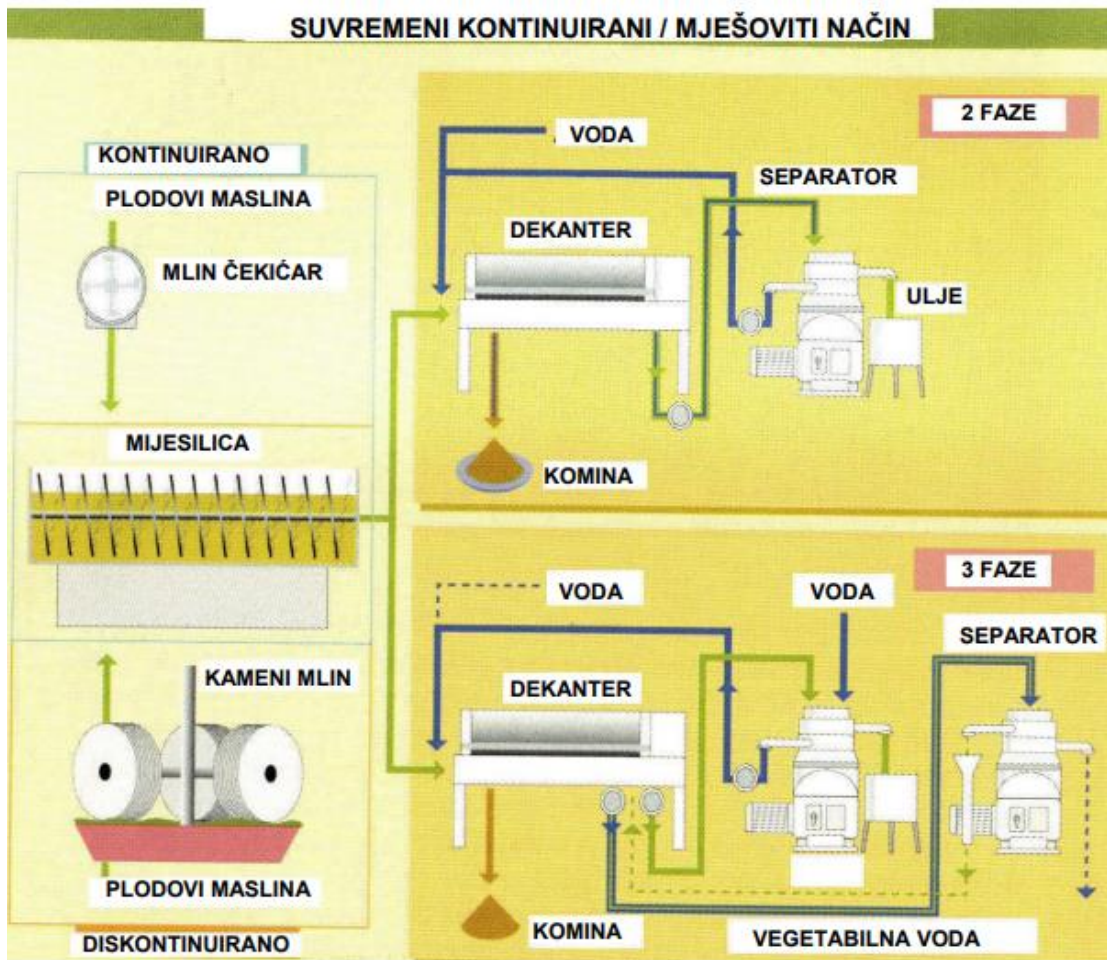 SUVREMENI KONTINUIRANI / MJEŠOVITI NAČIN
KONTINUIRANO
PLODOVI MASLINA
MLIN ČEKIĆAR
MIJESILICA
KAMENI MLIN
PLODOVI MASLINA
DISKONTINUIRANO
2 FAZE
VODA
SEPARATOR
DEKANTER
ULJE
KOMINA
3 FAZE
VODA
VODA
SEPARATOR
DEKANTER
KOMINA
VEGETABILNA VODA